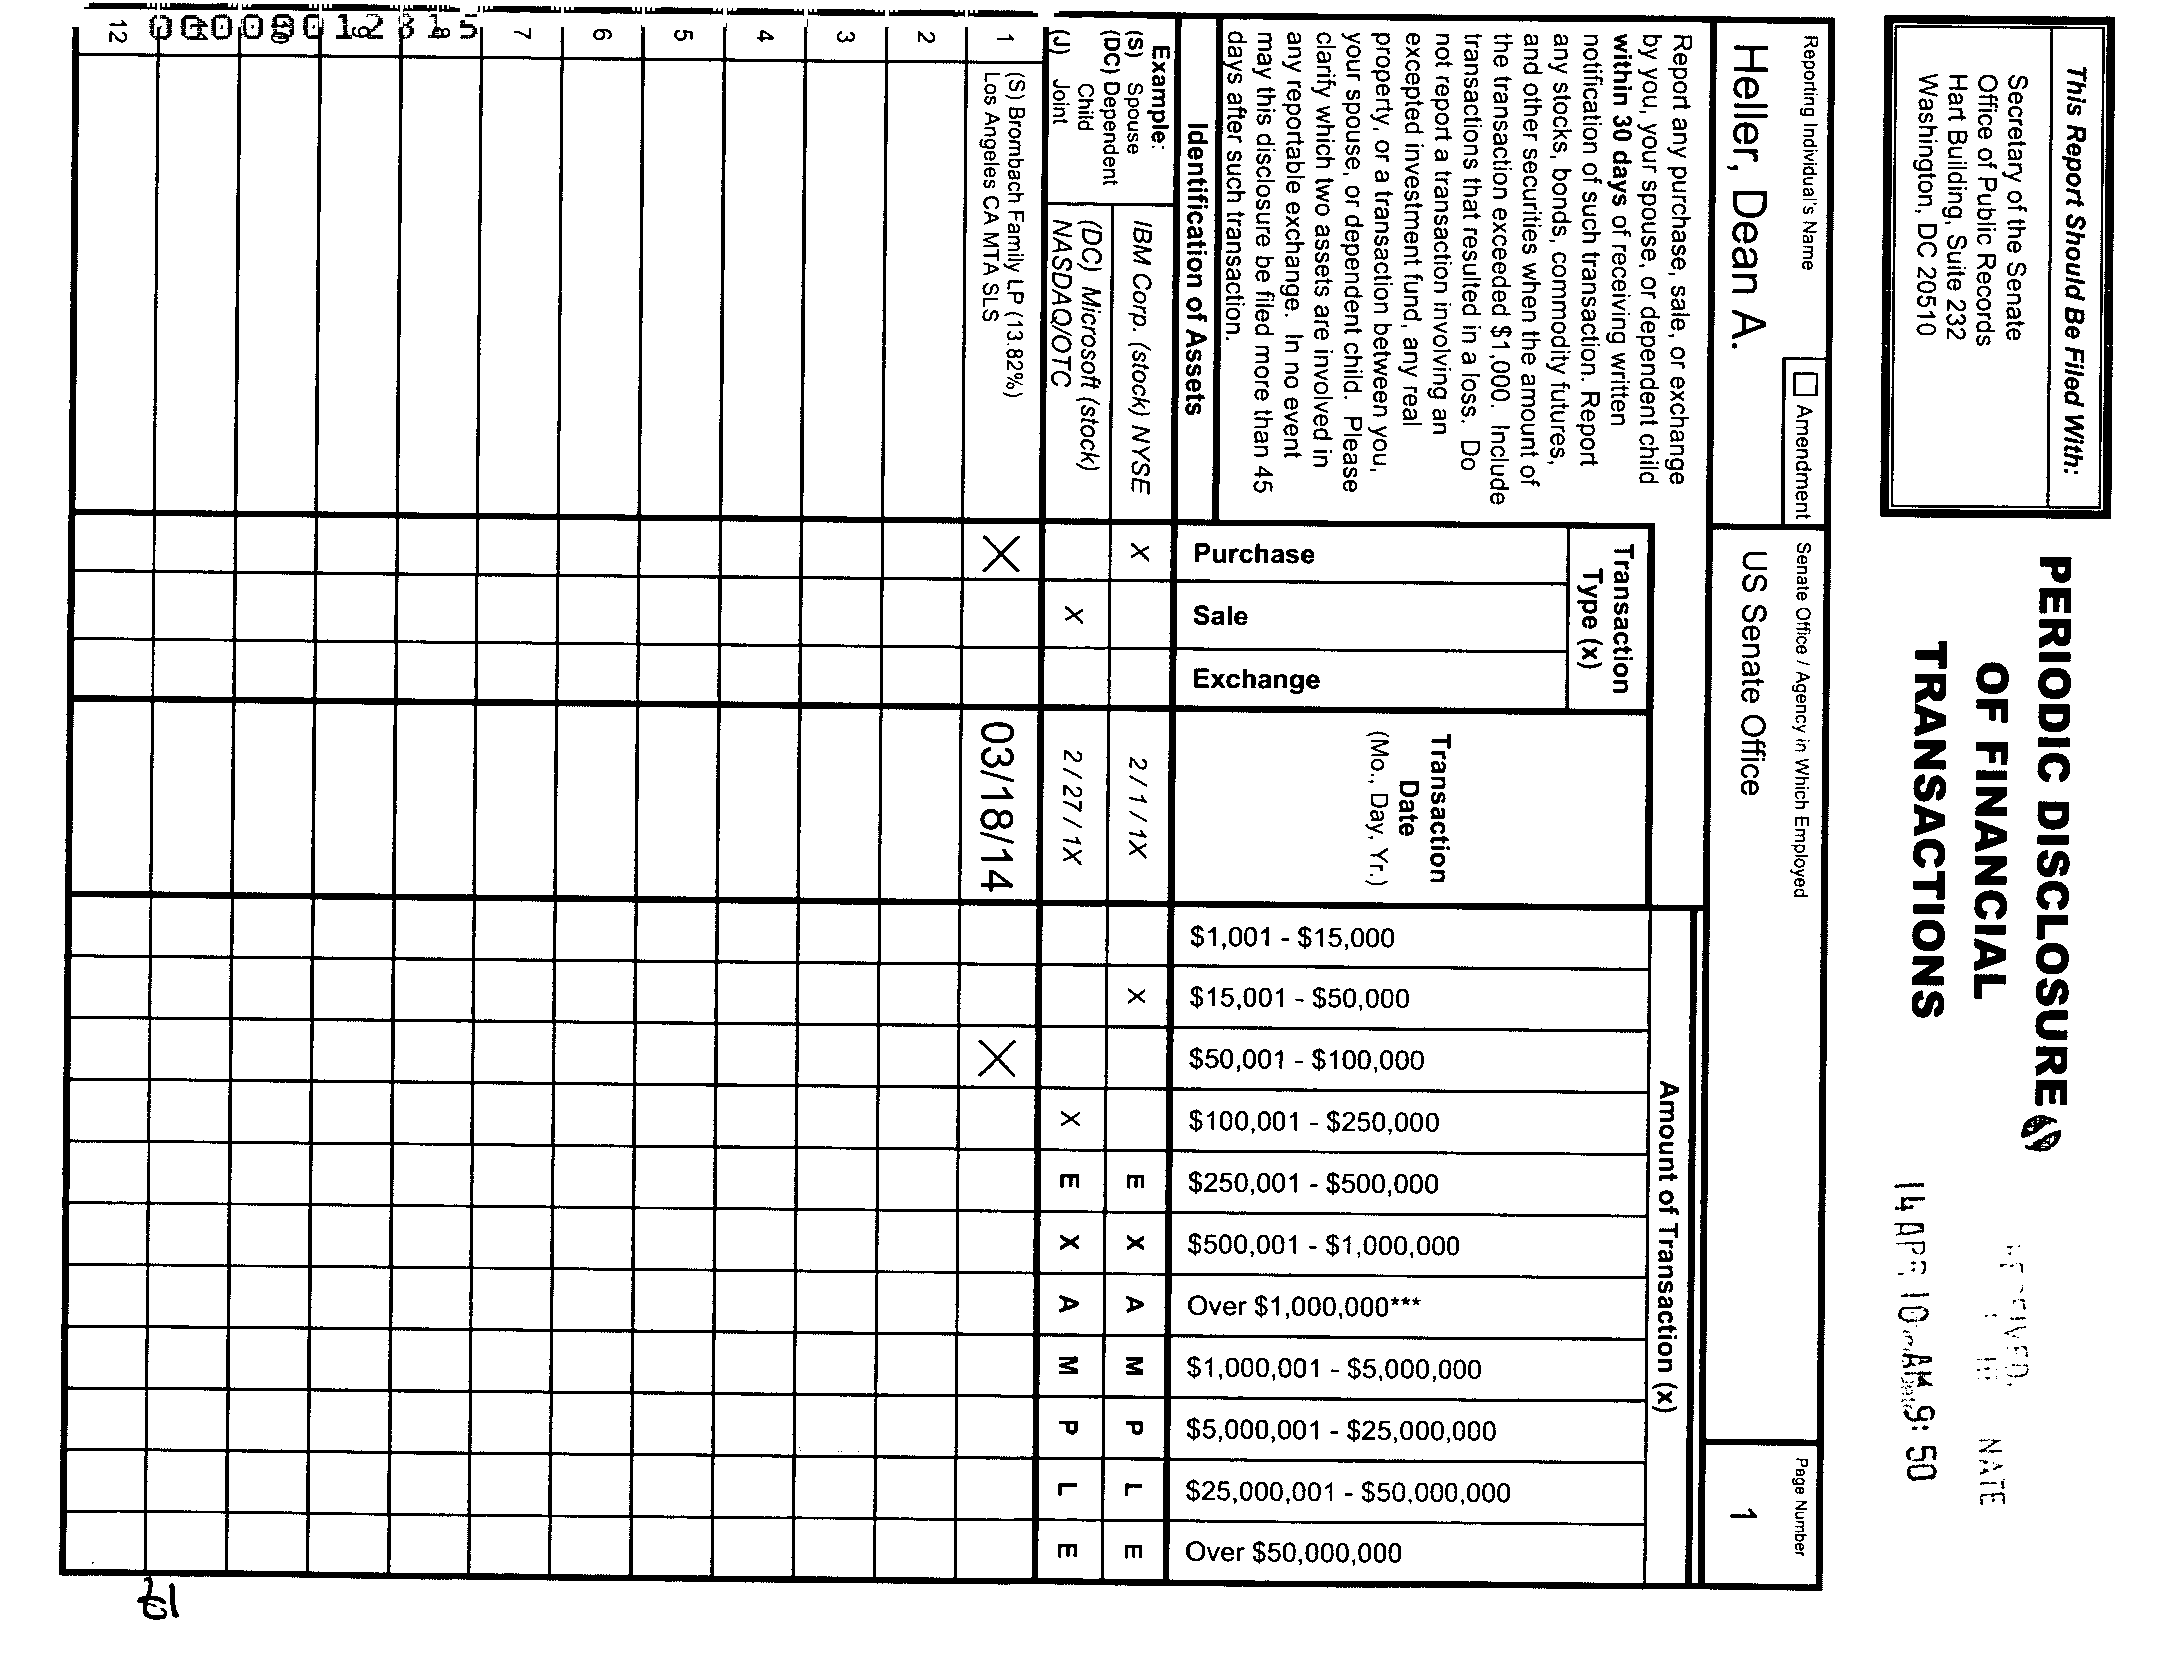 This Report Should Be Filed With:
Secretary of the Senate
Office of Public Records
Hart Building, Suite 232
Washington, DC 20510
PERIODIC DISCLOSURE
OF FINANCIAL
TRANSACTIONS
NATE
10 AM 9: 50
Reporting Individual's Name
Amendment
Heller, Dean A.
Senate Office / Agency in Which Employed
US Senate Office
Page Number
1
Report any purchase, sale, or exchange
by you, your spouse, or dependent child
within 30 days of receiving written
notification of such transaction. Report
any stocks, bonds, commodity futures,
and other securities when the amount of
the transaction exceeded $1,000. Include
transactions that resulted in a loss. Do
not report a transaction involving an
excepted investment fund, any real
property, or a transaction between you,
your spouse, or dependent child. Please
clarify which two assets are involved in
any reportable exchange. In no event
may this disclosure be filed more than 45
days after such transaction.
Identification of Assets
Transaction
Type (x)
Purchase
Sale
Exchange
Transaction
Date
(Mo., Day, Yr.)
Amount of Transaction (x)
$1,001 - $15,000
$15,001 - $50,000
$50,001 - $100,000
$100,001 - $250,000
$250,001 - $500,000
$500,001 - $1,000,000
Over $1,000,000***
$1,000,001 - $5,000,000
$5,000,001 - $25,000,000
$25,000,001 - $50,000,000
Over $50,000,000
Example:
(S) Spouse
(DC) Dependent
Child
(J) Joint
IBM Corp. (stock) NYSE X 2 / 1 / 1X X E X A M P L E
(DC) Microsoft (stock)
NASDAQ/OTC X 2 / 27 / 1X X E X A M P L E
1 (S) Brombach Family LP (13.82%)
Los Angeles CA MTA SLS X 03/18/14 X
2
3
4
5
6
7
12
000000012315